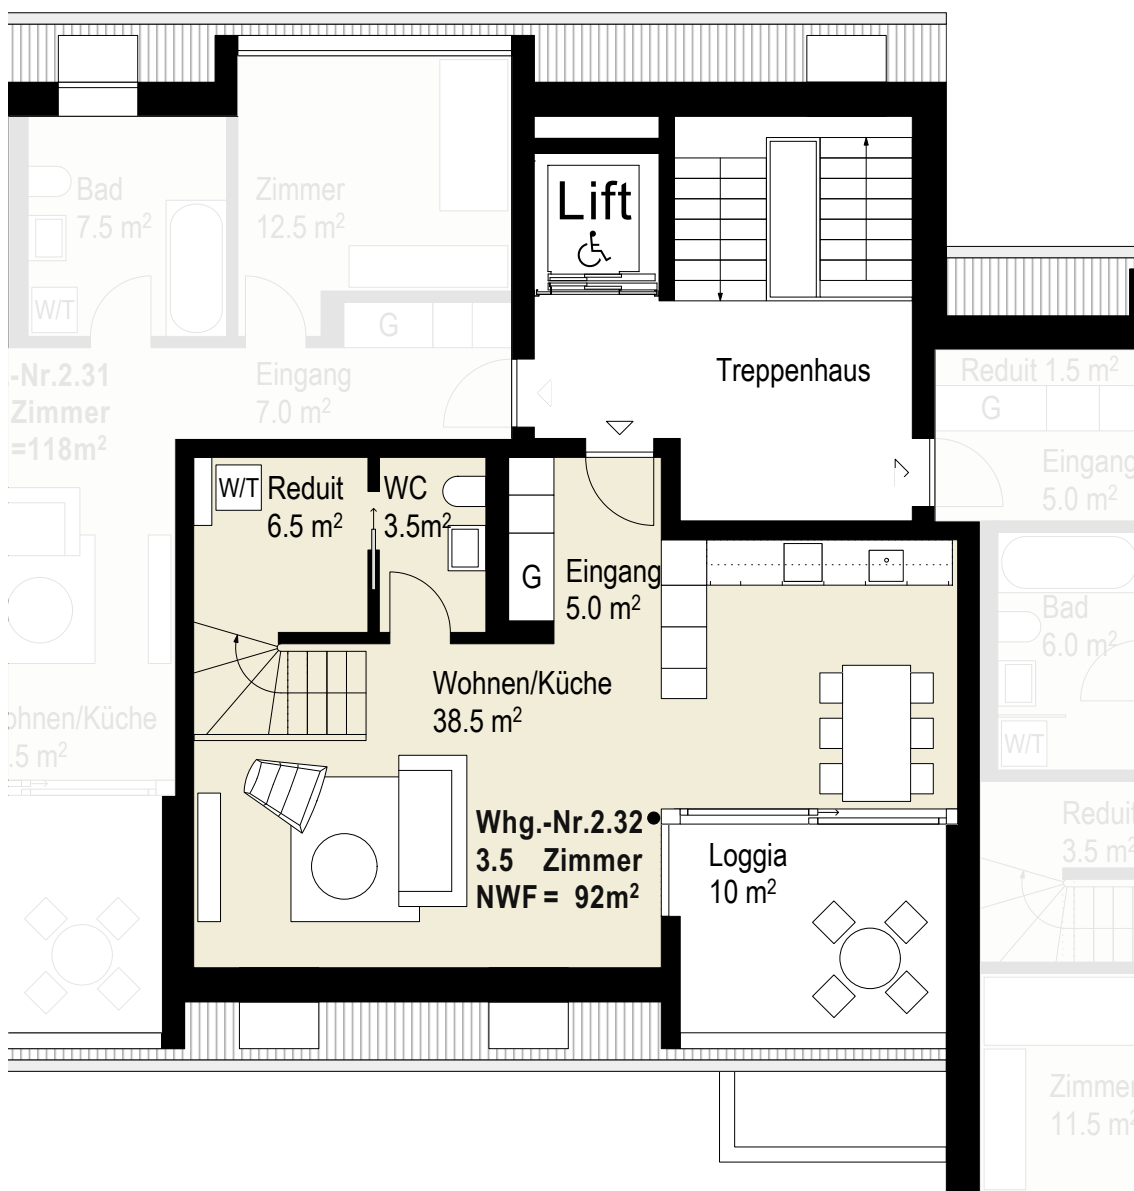 Lift
Bad
7.5 m²
Zimmer
12.5 m²
W/T
G
Treppenhaus
.-Nr.2.31
Zimmer
=118m²
Eingang
7.0 m²
Reduit 1.5 m²
G
Eingang
5.0 m²
W/T
Reduit
6.5 m²
WC
3.5m²
G
Eingang
5.0 m²
Bad
6.0 m²
W/T
Wohnen/Küche
38.5 m²
ohnen/Küche
.5 m²
Whg.-Nr.2.32
3.5 Zimmer
NWF = 92m²
Loggia
10 m²
Reduit
3.5 m²
Zimmer
11.5 m²